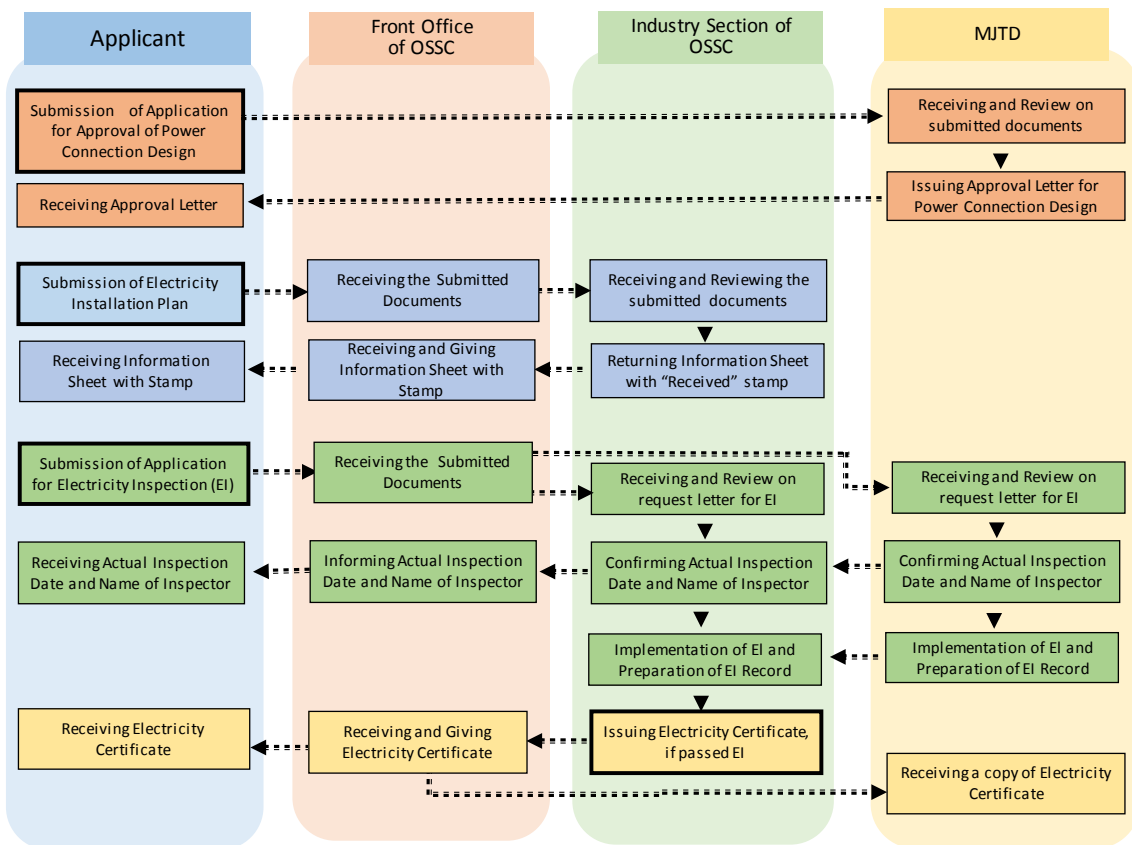 Applicant
Front Office
of OSSC
Industry Section of
OSSC
MJTD
Submission of Application
for Approval of Power
Connection Design
Receiving and Review on
submitted documents
Receiving Approval Letter
Issuing Approval Letter for
Power Connection Design
Submission of Electricity
Installation Plan
Receiving the Submitted
Documents
Receiving and Reviewing the
submitted documents
Receiving Information
Sheet with Stamp
Receiving and Giving
Information Sheet with
Stamp
Returning Information Sheet
with “Received” stamp
Submission of Application
for Electricity Inspection (EI)
Receiving the Submitted
Documents
Receiving and Review on
request letter for EI
Receiving and Review on
request letter for EI
Receiving Actual Inspection
Date and Name of Inspector
Informing Actual Inspection
Date and Name of Inspector
Confirming Actual Inspection
Date and Name of Inspector
Confirming Actual Inspection
Date and Name of Inspector
Implementation of EI and
Preparation of EI Record
Implementation of EI and
Preparation of EI Record
Receiving Electricity
Certificate
Receiving and Giving
Electricity Certificate
Issuing Electricity Certificate,
if passed EI
Receiving a copy of Electricity
Certificate